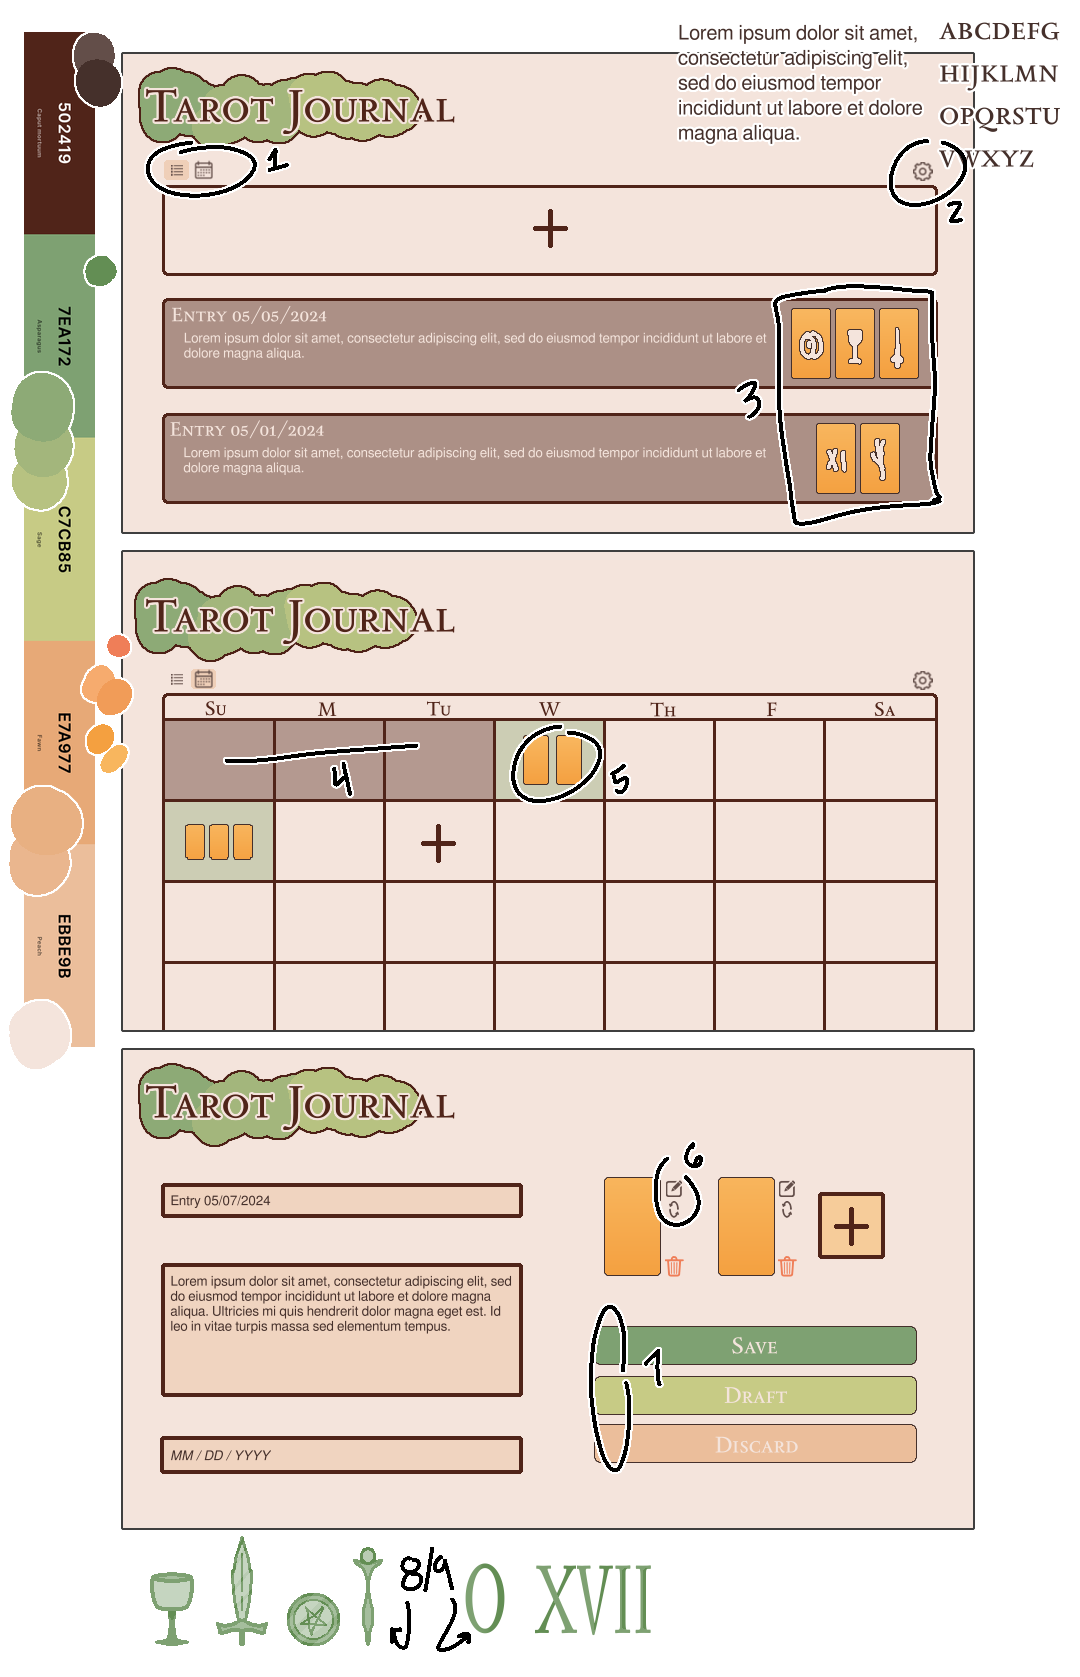 Lorem ipsum dolor sit amet,
consectetur adipiscing elit,
sed do eiusmod tempor
incididunt ut labore et dolore
magna aliqua.
ABCDEFG
HIJKLMN
OPQRSTU
VWXYZ
502419
Caput mortuum
7EA172
Asparagus
C7CB85
Sage
E7A977
Fawn
EBBE9B
Peach
Tarot Journal
1
2
Entry 05/05/2024
Lorem ipsum dolor sit amet, consectetur adipiscing elit, sed do eiusmod tempor incididunt ut labore et
dolore magna aliqua.
3
Entry 05/01/2024
Lorem ipsum dolor sit amet, consectetur adipiscing elit, sed do eiusmod tempor incididunt ut labore et
dolore magna aliqua.
XI
Tarot Journal
Su M Tu W Th F Sa
4
5
Tarot Journal
6
Entry 05/07/2024
Lorem ipsum dolor sit amet, consectetur adipiscing elit, sed
do eiusmod tempor incididunt ut labore et dolore magna
aliqua. Ultricies mi quis hendrerit dolor magna eget est. Id
leo in vitae turpis massa sed elementum tempus.
MM / DD / YYYY
7
Save
Draft
Discard
8/9
0 XVII